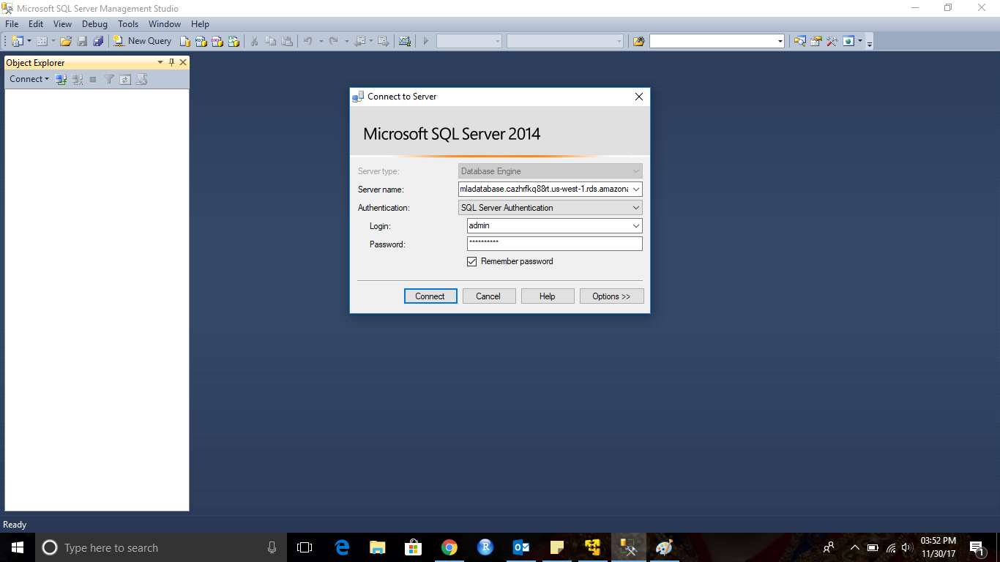 Microsoft SQL Server Management Studio
File Edit View Debug Tools Window Help
New Query
Object Explorer
Connect
Connect to Server
Microsoft SQL Server 2014
Server type: Database Engine
Server name: mladatabase.cazhrfkq88rt.us-west-1.rds.amazona
Authentication: SQL Server Authentication
Login: admin
Password: **********
Remember password
Connect Cancel Help Options >>
Ready
Type here to search
03:52 PM
11/30/17
1